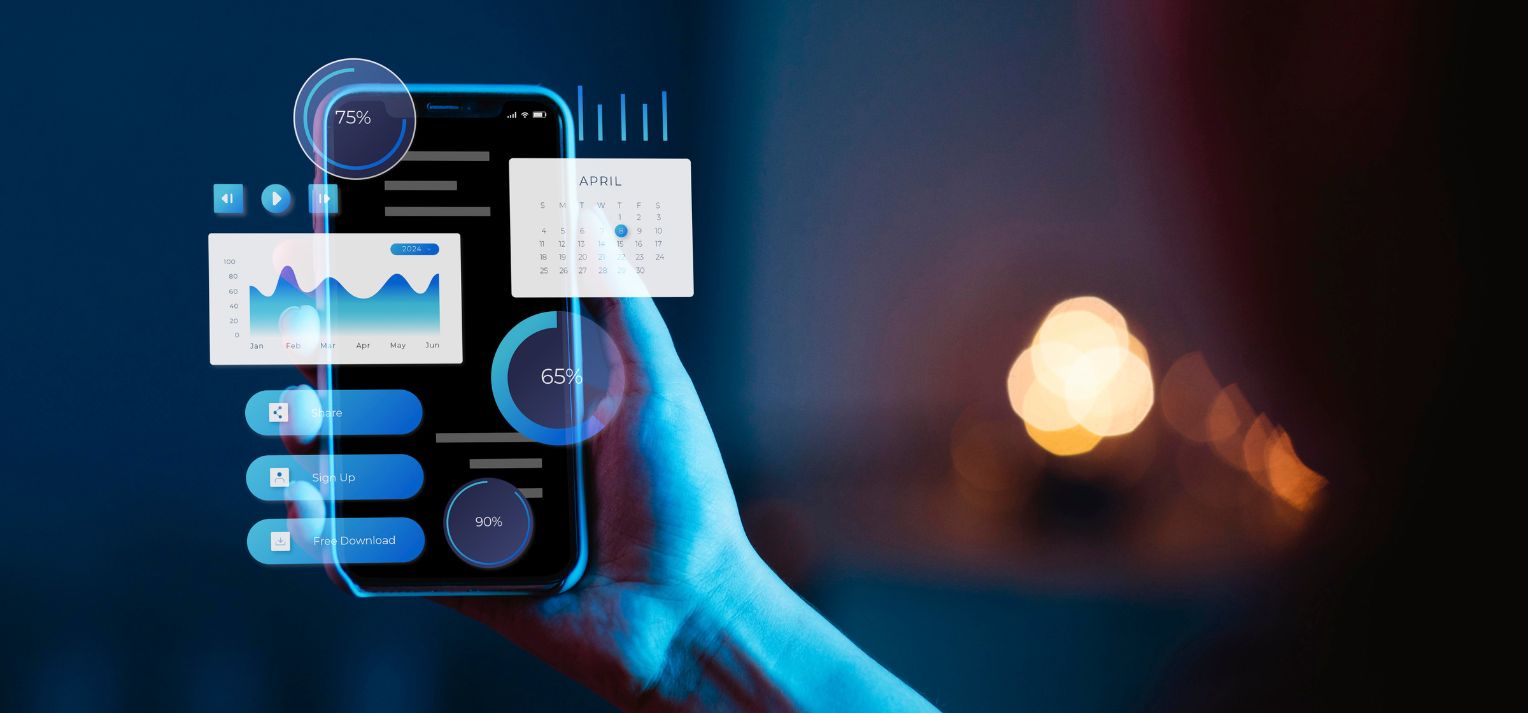 75%
APRIL
S M T W T F S
1 2 3
4 5 6 7 8 9 10
11 12 13 14 15 16 17
18 19 20 21 22 23 24
25 26 27 28 29 30
2024
100
80
60
40
20
0
Jan Feb Mar Apr May Jun
65%
Share
Sign Up
90%
Free Download